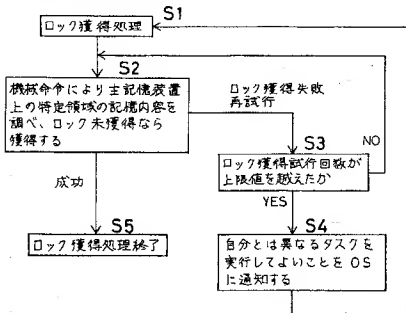 S1
ロック獲得処理
S2
機械命令により主記憶装置
上の特定領域の記憶内容を
調べ、ロック未獲得なら
獲得する
ロック獲得失敗
再試行
S3
NO
ロック獲得試行回数が
上限値を越えたか
成功
YES
S5
ロック獲得処理終了
S4
自分とは異なるタスクを
実行してよいことをOS
に通知する